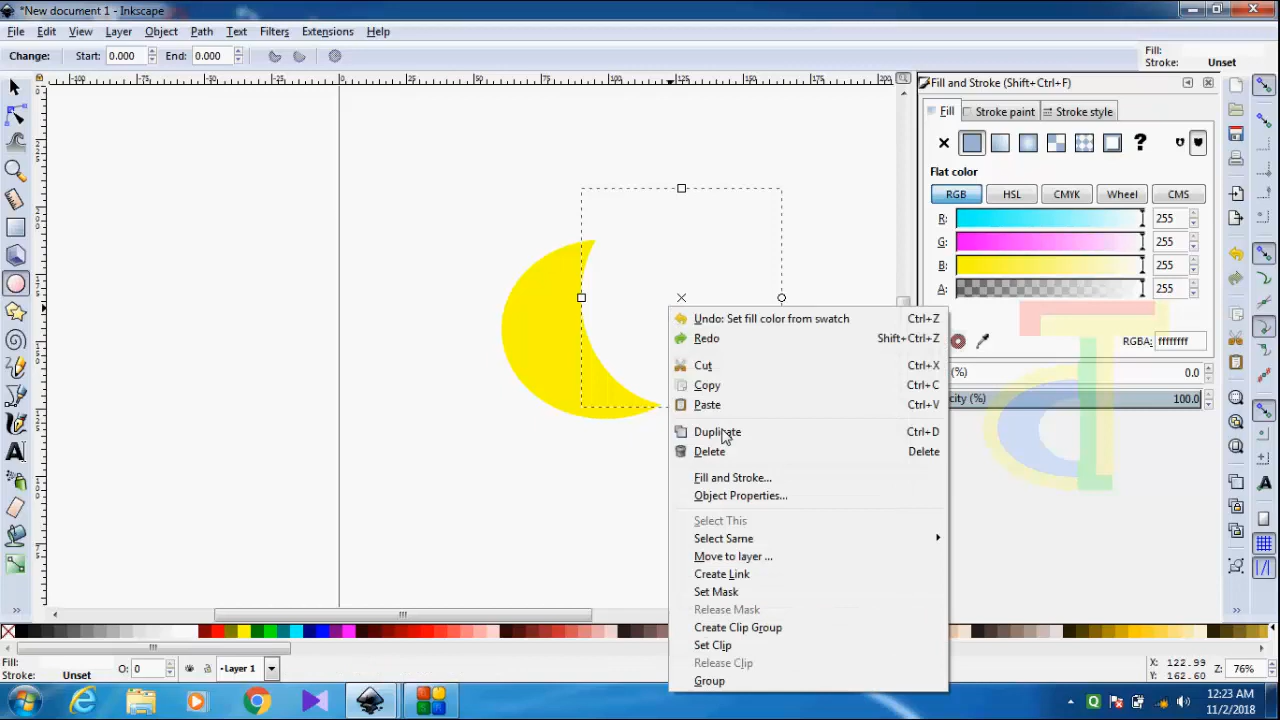 *New document 1 - Inkscape
File Edit View Layer Object Path Text Filters Extensions Help
Change: Start: 0.000 End: 0.000
Fill:
Stroke: Unset
Fill and Stroke (Shift+Ctrl+F)
Fill Stroke paint Stroke style
?
Flat color
RGB HSL CMYK Wheel CMS
R: 255
G: 255
B: 255
A: 255
RGBA: ffffffff
(%) 0.0
city (%) 100.0
Undo: Set fill color from swatch Ctrl+Z
Redo Shift+Ctrl+Z
Cut Ctrl+X
Copy Ctrl+C
Paste Ctrl+V
Duplicate Ctrl+D
Delete Delete
Fill and Stroke...
Object Properties...
Select This
Select Same
Move to layer ...
Create Link
Set Mask
Release Mask
Create Clip Group
Set Clip
Release Clip
Group
Fill:
Stroke: Unset
O: 0
Layer 1
X: 122.99
Y: 162.60
Z: 76%
12:23 AM
11/2/2018